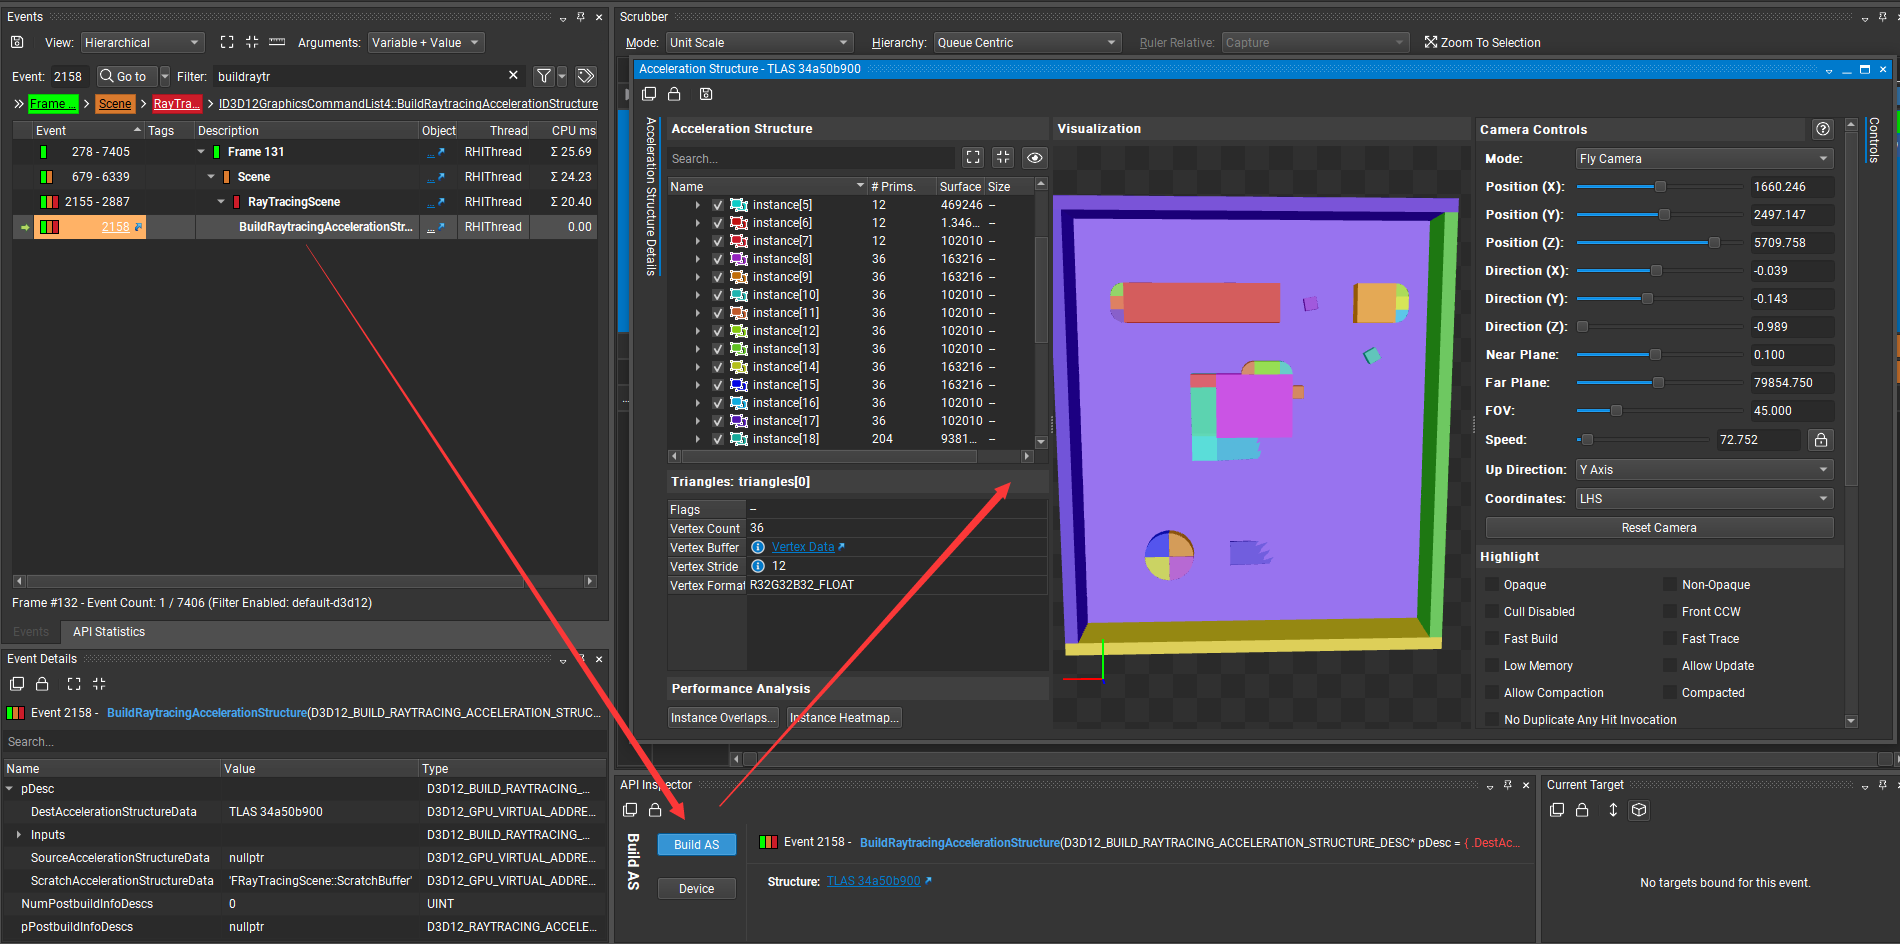 Events
View: Hierarchical Arguments: Variable + Value
Event: 2158 Go to Filter: buildraytr
Frame ... > Scene > RayTra... > ID3D12GraphicsCommandList4::BuildRaytracingAccelerationStructure
Event Tags Description Object Thread CPU ms
278 - 7405 Frame 131 ... RHIThread Σ 25.69
679 - 6339 Scene ... RHIThread Σ 24.23
2155 - 2887 RayTracingScene ... RHIThread Σ 20.40
2158 BuildRaytracingAccelerationStr... ... RHIThread 0.00
Frame #132 - Event Count: 1 / 7406 (Filter Enabled: default-d3d12)
Events API Statistics
Event Details
Event 2158 - BuildRaytracingAccelerationStructure(D3D12_BUILD_RAYTRACING_ACCELERATION_STRUC...
Search...
Name Value Type
pDesc D3D12_BUILD_RAYTRACING_...
DestAccelerationStructureData TLAS 34a50b900 D3D12_GPU_VIRTUAL_ADDRE...
Inputs D3D12_BUILD_RAYTRACING_...
SourceAccelerationStructureData nullptr D3D12_GPU_VIRTUAL_ADDRE...
ScratchAccelerationStructureData 'FRayTracingScene::ScratchBuffer' D3D12_GPU_VIRTUAL_ADDRE...
NumPostbuildInfoDescs 0 UINT
pPostbuildInfoDescs nullptr D3D12_RAYTRACING_ACCELE...
Scrubber
Mode: Unit Scale Hierarchy: Queue Centric Ruler Relative: Capture Zoom To Selection
Acceleration Structure - TLAS 34a50b900
Acceleration Structure Details
Acceleration Structure
Search...
Name # Prims. Surface Size
instance[5] 12 469246 –
instance[6] 12 1.346... –
instance[7] 12 102010 –
instance[8] 36 163216 –
instance[9] 36 163216 –
instance[10] 36 102010 –
instance[11] 36 102010 –
instance[12] 36 102010 –
instance[13] 36 102010 –
instance[14] 36 163216 –
instance[15] 36 163216 –
instance[16] 36 102010 –
instance[17] 36 102010 –
instance[18] 204 9381... –
Triangles: triangles[0]
Flags –
Vertex Count 36
Vertex Buffer Vertex Data
Vertex Stride 12
Vertex Format R32G32B32_FLOAT
Performance Analysis
Instance Overlaps... Instance Heatmap...
Visualization
Camera Controls
Controls
Mode: Fly Camera
Position (X): 1660.246
Position (Y): 2497.147
Position (Z): 5709.758
Direction (X): -0.039
Direction (Y): -0.143
Direction (Z): -0.989
Near Plane: 0.100
Far Plane: 79854.750
FOV: 45.000
Speed: 72.752
Up Direction: Y Axis
Coordinates: LHS
Reset Camera
Highlight
Opaque Non-Opaque
Cull Disabled Front CCW
Fast Build Fast Trace
Low Memory Allow Update
Allow Compaction Compacted
No Duplicate Any Hit Invocation
API Inspector
Build AS
Build AS
Device
Event 2158 - BuildRaytracingAccelerationStructure(D3D12_BUILD_RAYTRACING_ACCELERATION_STRUCTURE_DESC* pDesc = { .DestAc...
Structure: TLAS 34a50b900
Current Target
No targets bound for this event.